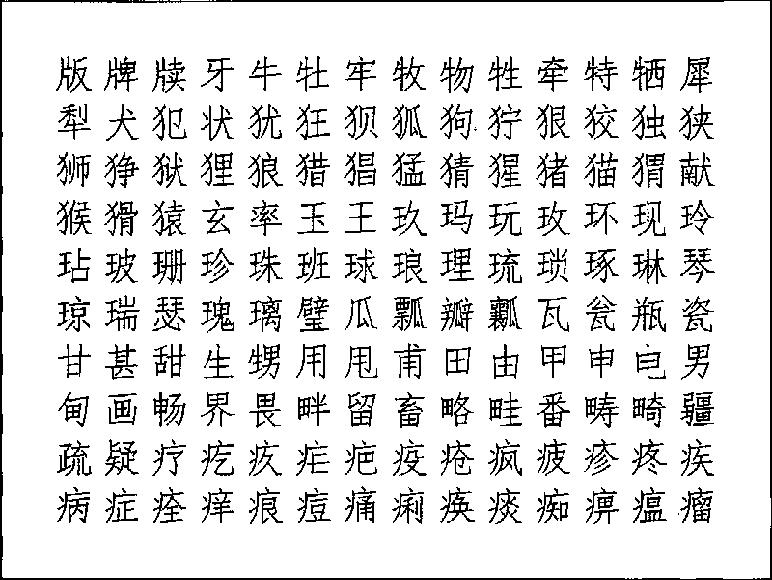 版牌牍牙牛牡牢牧物牲牵特牺犀
犁犬犯状犹狂狈狐狗狞狠狡独狭
狮狰狱狸狼猎猖猛猜猩猪猫猬献
猴猾猿玄率玉王玖玛玩玫环现玲
玷玻珊珍珠班球琅理琉琐琢琳琴
琼瑞瑟瑰璃璧瓜瓢瓣瓤瓦瓮瓶瓷
甘甚甜生甥用甩甫田由甲申电男
甸画畅界畏畔留畜略畦番畴畸疆
疏疑疗疙疚疟疤疫疮疯疲疹疼疾
病症痊痒痕痘痛痢痪痰痴痹瘟瘤